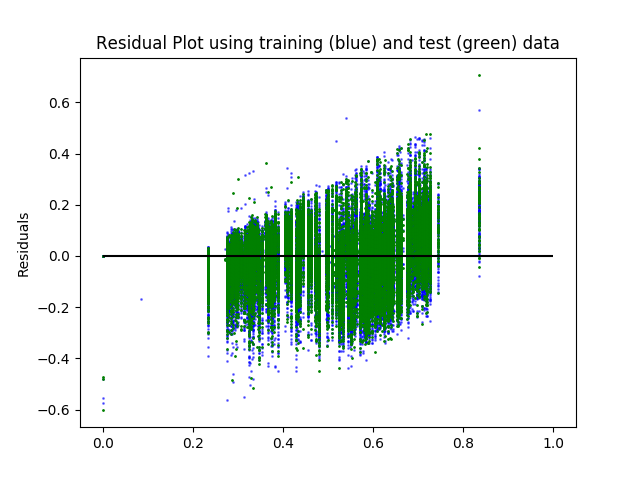 Residual Plot using training (blue) and test (green) data
Residuals
0.6
0.4
0.2
0.0
−0.2
−0.4
−0.6
0.0 0.2 0.4 0.6 0.8 1.0